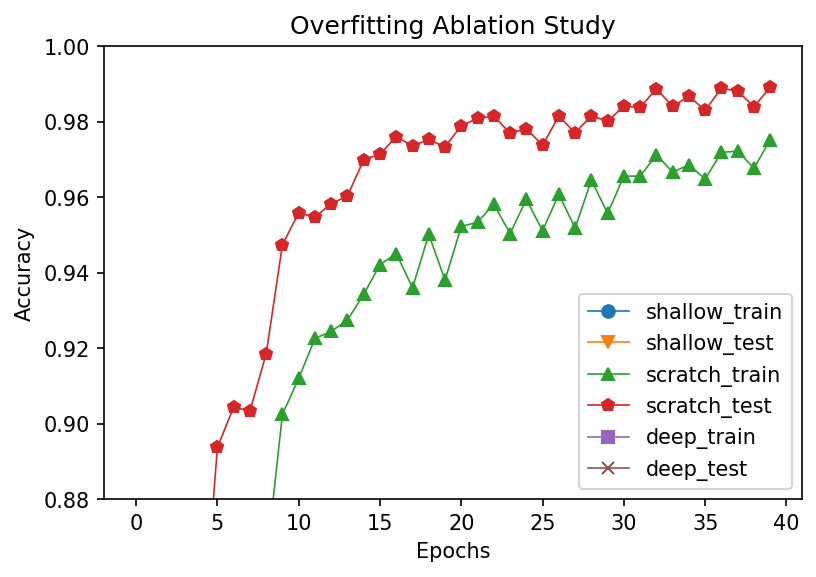 Overfitting Ablation Study
1.00
0.98
0.96
0.94
0.92
0.90
0.88
Accuracy
shallow_train
shallow_test
scratch_train
scratch_test
deep_train
deep_test
0 5 10 15 20 25 30 35 40
Epochs